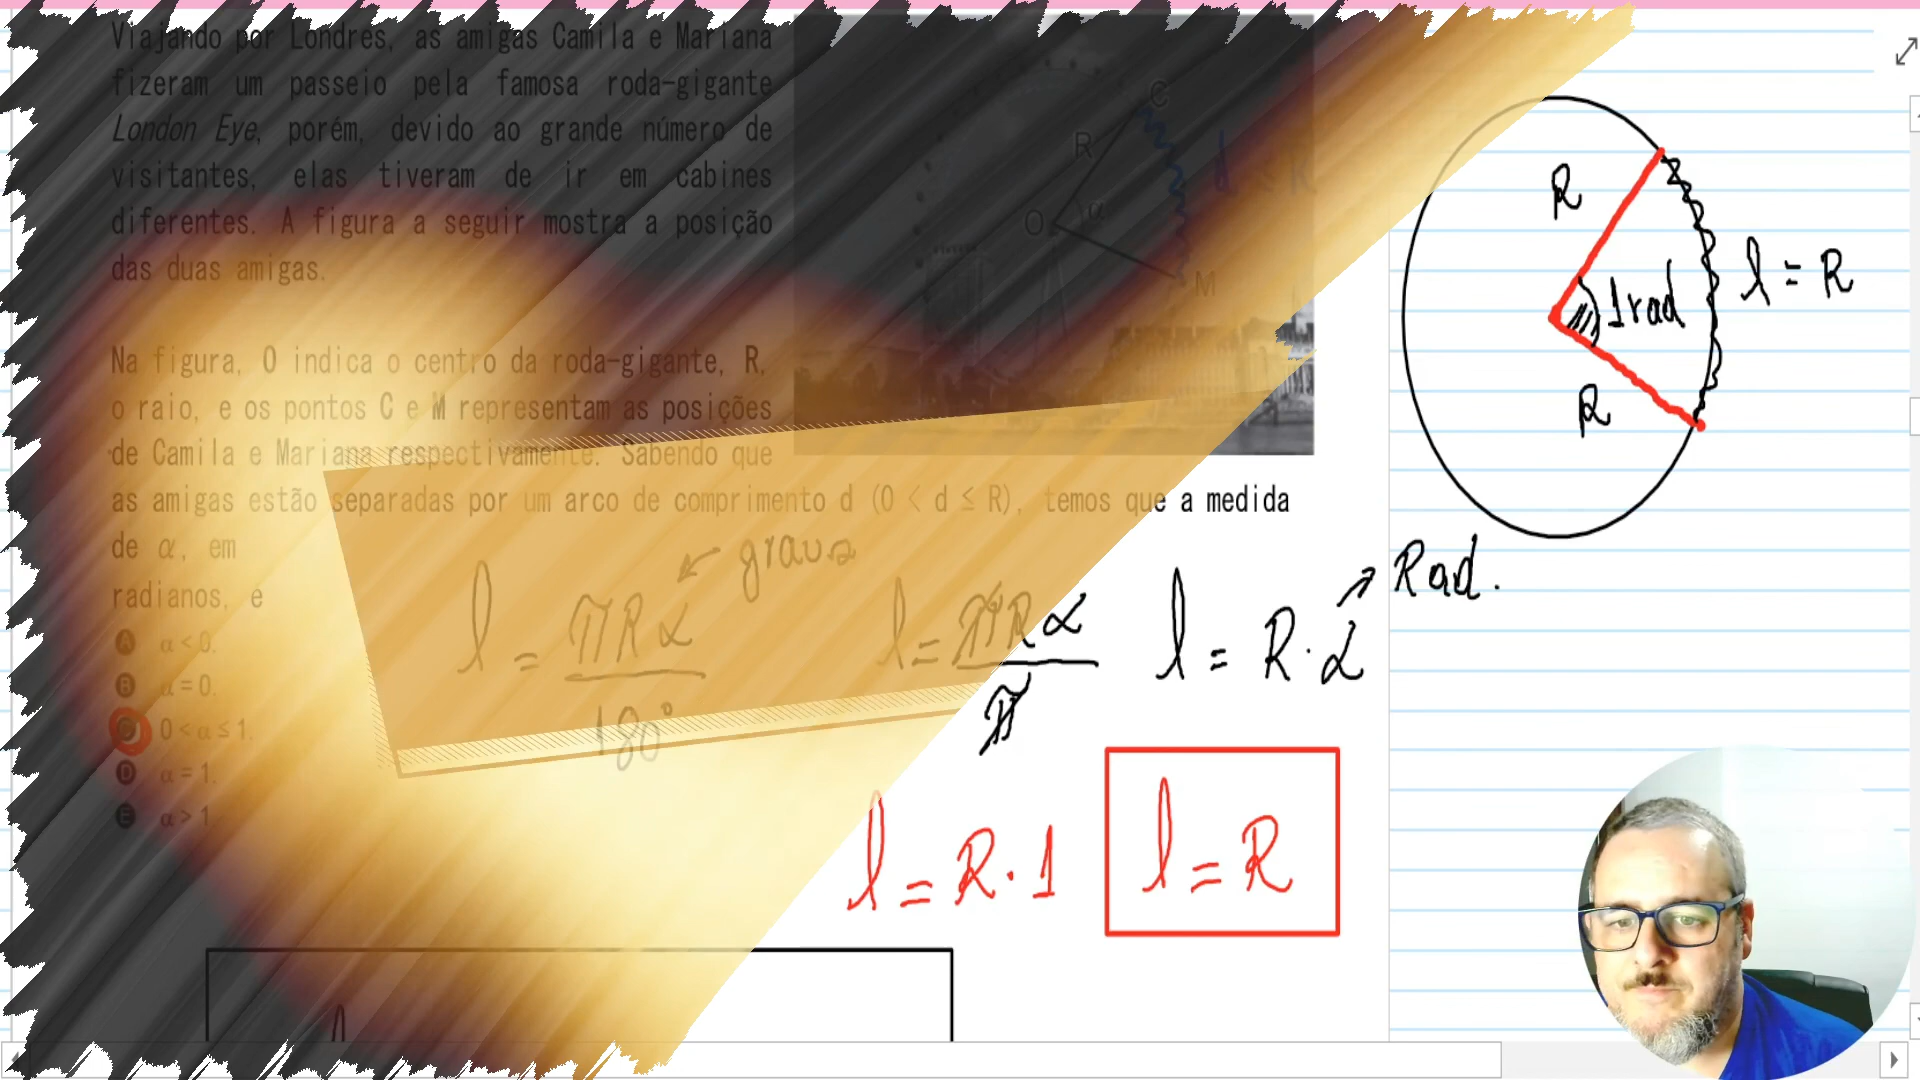 Viajando por Londres, as amigas Camila e Mariana
fizeram um passeio pela famosa roda-gigante
London Eye, porém, devido ao grande número de
visitantes, elas tiveram de ir em cabines
diferentes. A figura a seguir mostra a posição
das duas amigas.
Na figura, O indica o centro da roda-gigante, R,
o raio, e os pontos C e M representam as posições
de Camila e Mariana respectivamente. Sabendo que
as amigas estão separadas por um arco de comprimento d (0 < d ≤ R), temos que a medida
de α, em
radianos, é
A α < 0.
B α = 0.
C 0 < α ≤ 1.
D α = 1.
E α > 1
C
R
O α
M
l = πRα / 180°
graus
l = πRα / π
l = R · α
Rad.
l = R · 1
l = R
R
1 rad
R
l = R